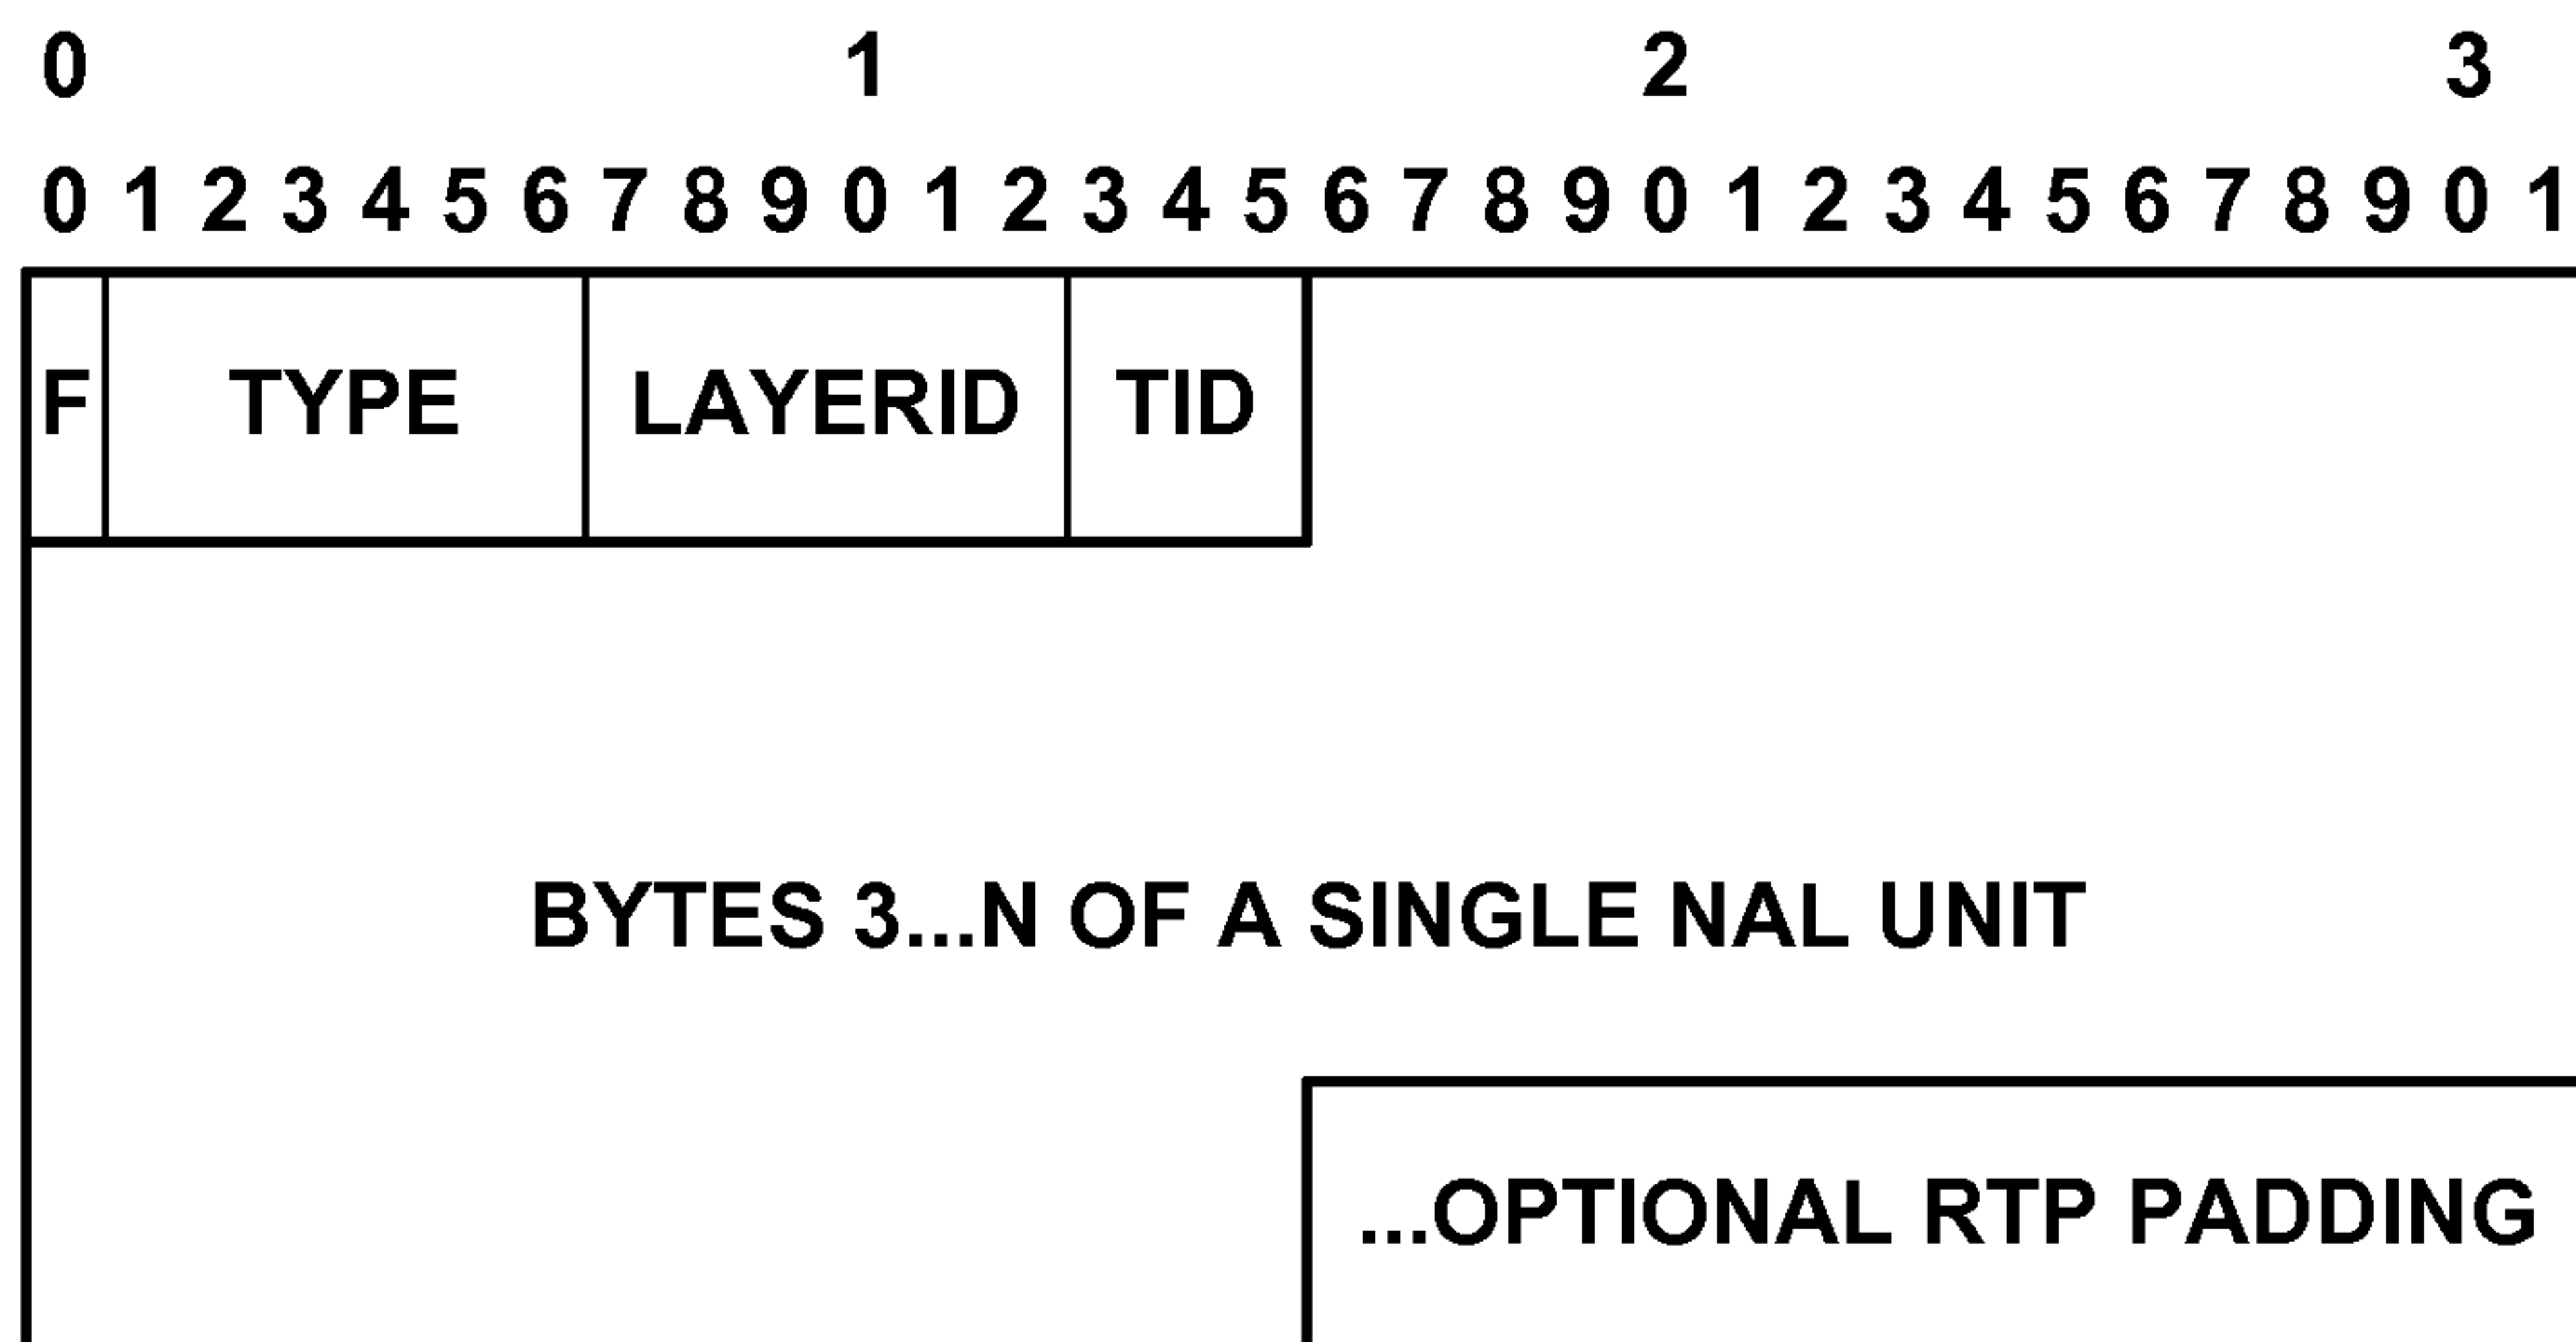 0 1 2 3
0 1 2 3 4 5 6 7 8 9 0 1 2 3 4 5 6 7 8 9 0 1 2 3 4 5 6 7 8 9 0 1
F TYPE LAYERID TID
BYTES 3...N OF A SINGLE NAL UNIT
...OPTIONAL RTP PADDING